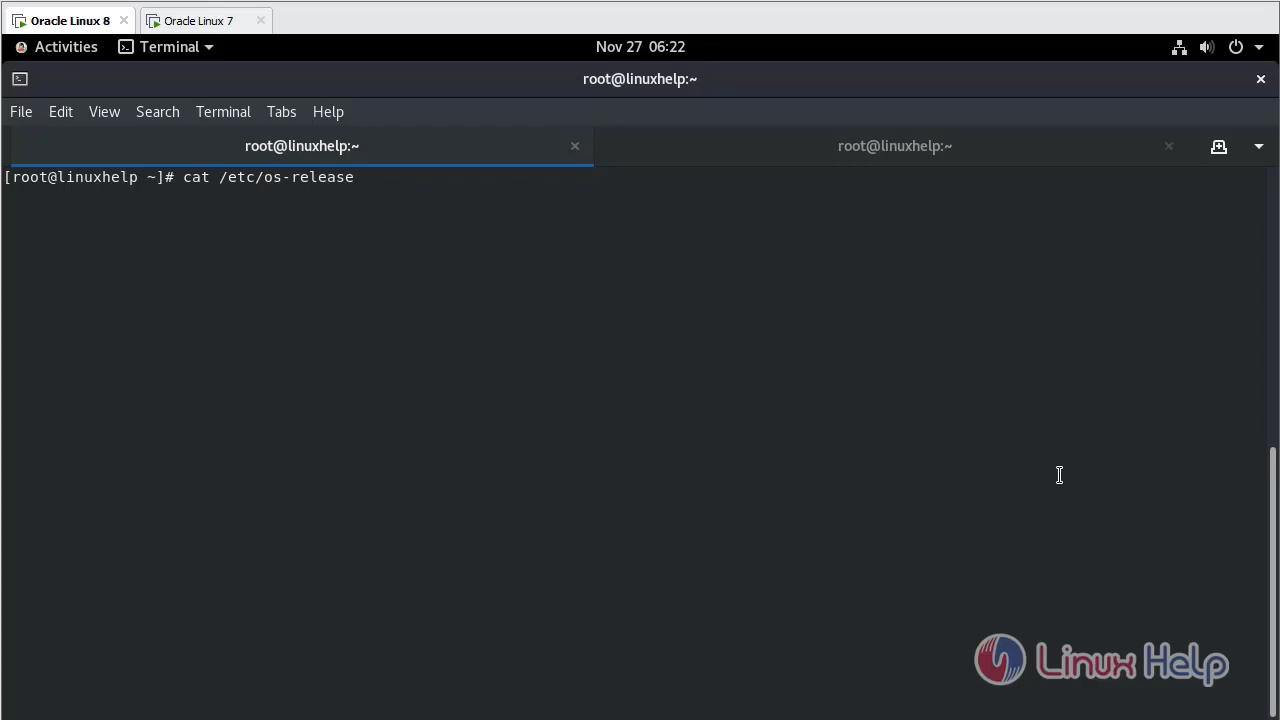 Oracle Linux 8
Oracle Linux 7
Activities
Terminal
Nov 27 06:22
root@linuxhelp:~
File Edit View Search Terminal Tabs Help
root@linuxhelp:~
root@linuxhelp:~
[root@linuxhelp ~]# cat /etc/os-release
Linux Help